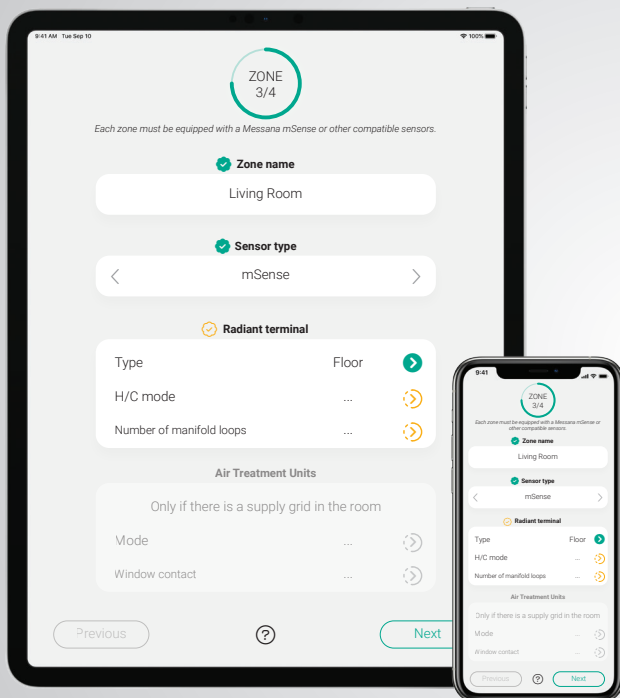 9:41 AM Tue Sep 10
100%
ZONE
3/4
Each zone must be equipped with a Messana mSense or other compatible sensors.
Zone name
Living Room
Sensor type
mSense
Radiant terminal
Type Floor
H/C mode ...
Number of manifold loops ...
Air Treatment Units
Only if there is a supply grid in the room
Mode ...
Window contact ...
Previous ? Next
9:41
ZONE
3/4
Each zone must be equipped with a Messana mSense or
other compatible sensors.
Zone name
Living Room
Sensor type
mSense
Radiant terminal
Type Floor
H/C mode ...
Number of manifold loops ...
Air Treatment Units
Only if there is a supply grid in the room
Mode ...
Window contact ...
Previous ? Next